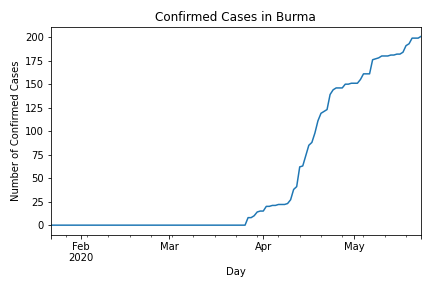 Confirmed Cases in Burma
Number of Confirmed Cases
200
175
150
125
100
75
50
25
0
Feb
2020
Mar
Apr
May
Day